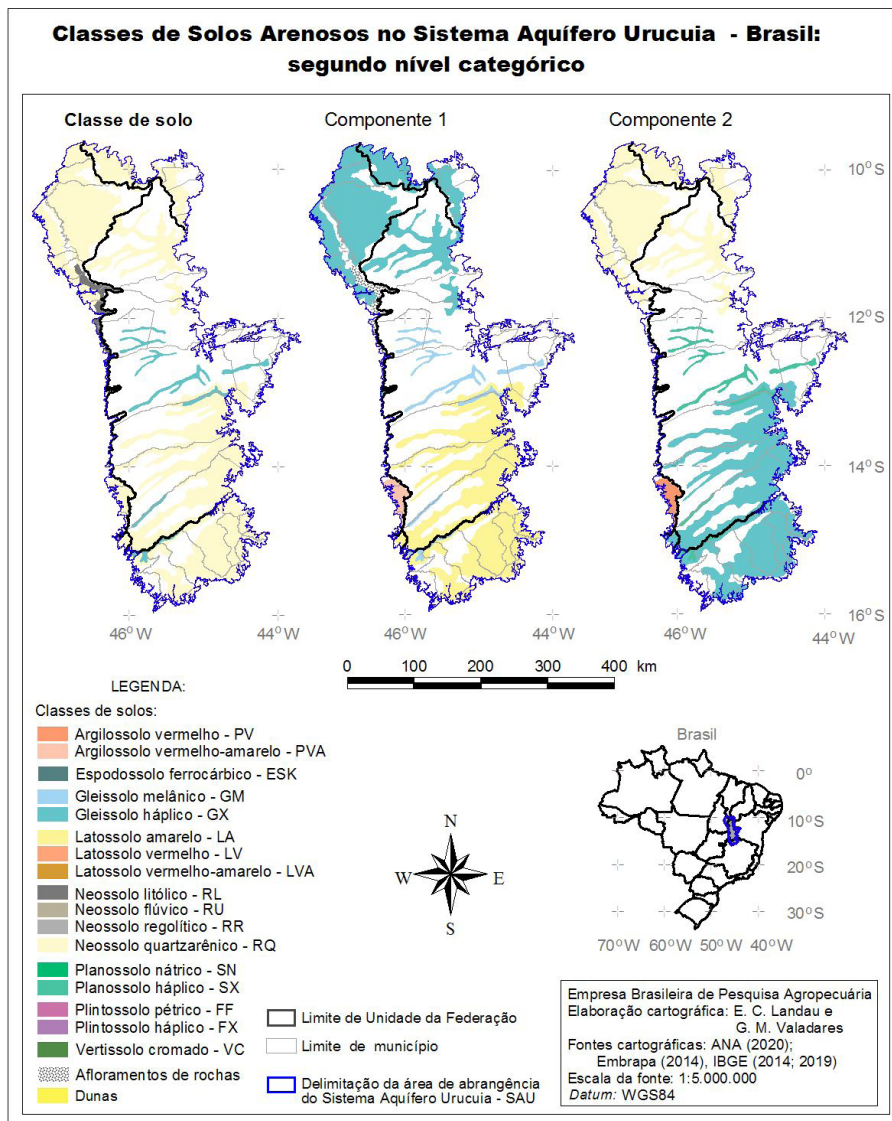 Classes de Solos Arenosos no Sistema Aquífero Urucuia - Brasil:
segundo nível categórico
Classe de solo
Componente 1
Componente 2
10°S
12°S
14°S
16°S
46°W
44°W
46°W
44°W
46°W
44°W
0 100 200 300 400 km
LEGENDA:
Classes de solos:
Argilossolo vermelho - PV
Argilossolo vermelho-amarelo - PVA
Espodossolo ferrocárbico - ESK
Gleissolo melânico - GM
Gleissolo háplico - GX
Latossolo amarelo - LA
Latossolo vermelho - LV
Latossolo vermelho-amarelo - LVA
Neossolo litólico - RL
Neossolo flúvico - RU
Neossolo regolítico - RR
Neossolo quartzarênico - RQ
Planossolo nátrico - SN
Planossolo háplico - SX
Plintossolo pétrico - FF
Plintossolo háplico - FX
Vertissolo cromado - VC
Afloramentos de rochas
Dunas
Limite de Unidade da Federação
Limite de município
Delimitação da área de abrangência
do Sistema Aquífero Urucuia - SAU
N
W
E
S
Brasil
0°
10°S
20°S
30°S
70°W 60°W 50°W 40°W
Empresa Brasileira de Pesquisa Agropecuária
Elaboração cartográfica: E. C. Landau e
G. M. Valadares
Fontes cartográficas: ANA (2020);
Embrapa (2014), IBGE (2014; 2019)
Escala da fonte: 1:5.000.000
Datum: WGS84